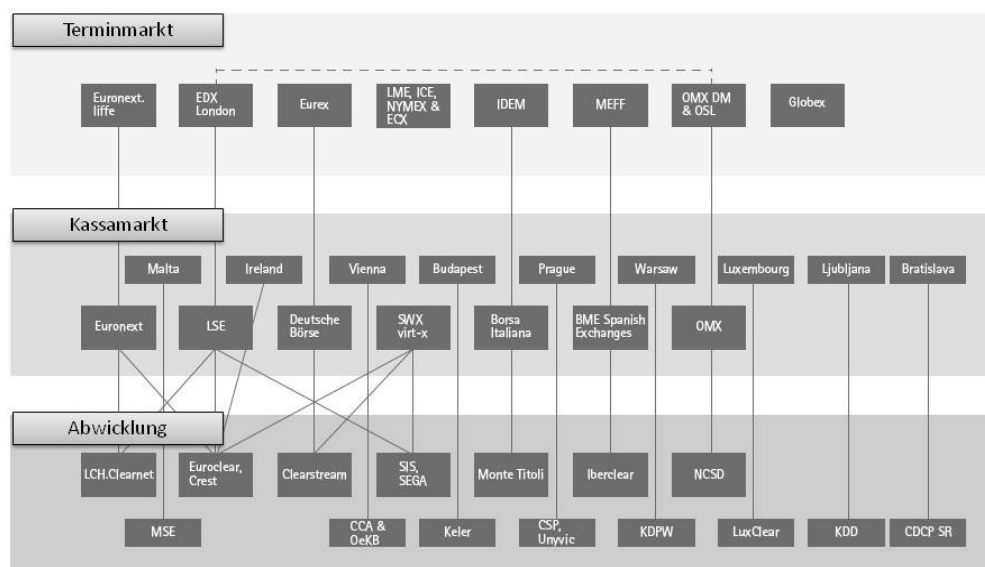 Terminmarkt
Euronext.
liffe
EDX
London
Eurex
LME, ICE,
NYMEX &
ECX
IDEM
MEFF
OMX DM
& OSL
Globex
Kassamarkt
Malta
Ireland
Vienna
Budapest
Prague
Warsaw
Luxembourg
Ljubljana
Bratislava
Euronext
LSE
Deutsche
Börse
SWX
virt-x
Borsa
Italiana
BME Spanish
Exchanges
OMX
Abwicklung
LCH.Clearnet
Euroclear,
Crest
Clearstream
SIS,
SEGA
Monte Titoli
Iberclear
NCSD
MSE
CCA &
OeKB
Keler
CSP,
Unyvic
KDPW
LuxClear
KDD
CDCP SR